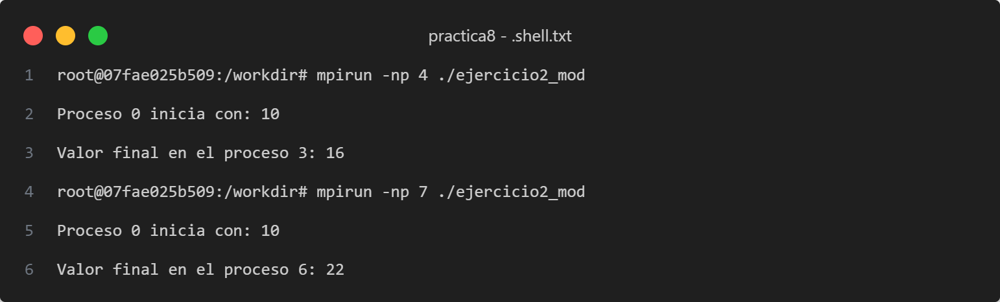 practica8 - .shell.txt
1 root@07fae025b509:/workdir# mpirun -np 4 ./ejercicio2_mod
2 Proceso 0 inicia con: 10
3 Valor final en el proceso 3: 16
4 root@07fae025b509:/workdir# mpirun -np 7 ./ejercicio2_mod
5 Proceso 0 inicia con: 10
6 Valor final en el proceso 6: 22